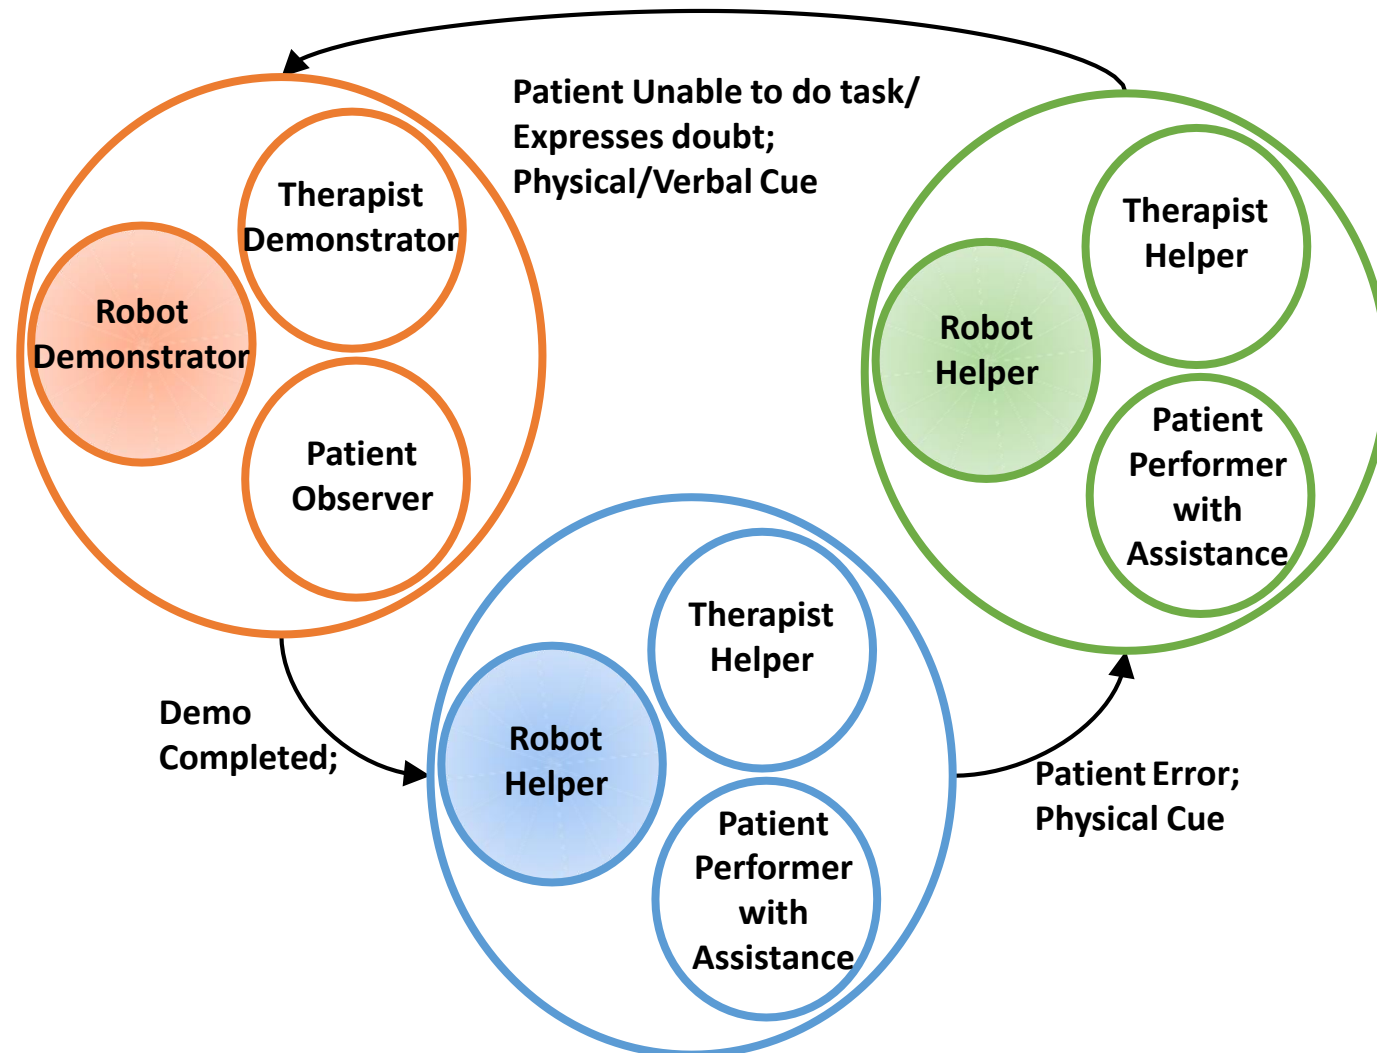 Patient Unable to do task/
Expresses doubt;
Physical/Verbal Cue
Therapist
Demonstrator
Robot
Demonstrator
Patient
Observer
Therapist
Helper
Robot
Helper
Patient
Performer
with
Assistance
Demo
Completed;
Therapist
Helper
Robot
Helper
Patient
Performer
with
Assistance
Patient Error;
Physical Cue